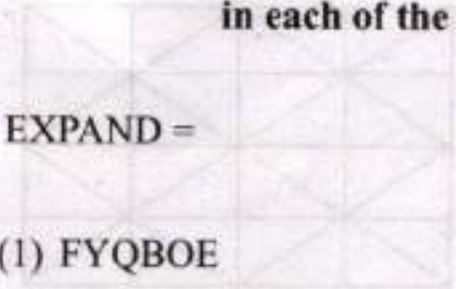 in each of the
EXPAND =
(1) FYQBOE